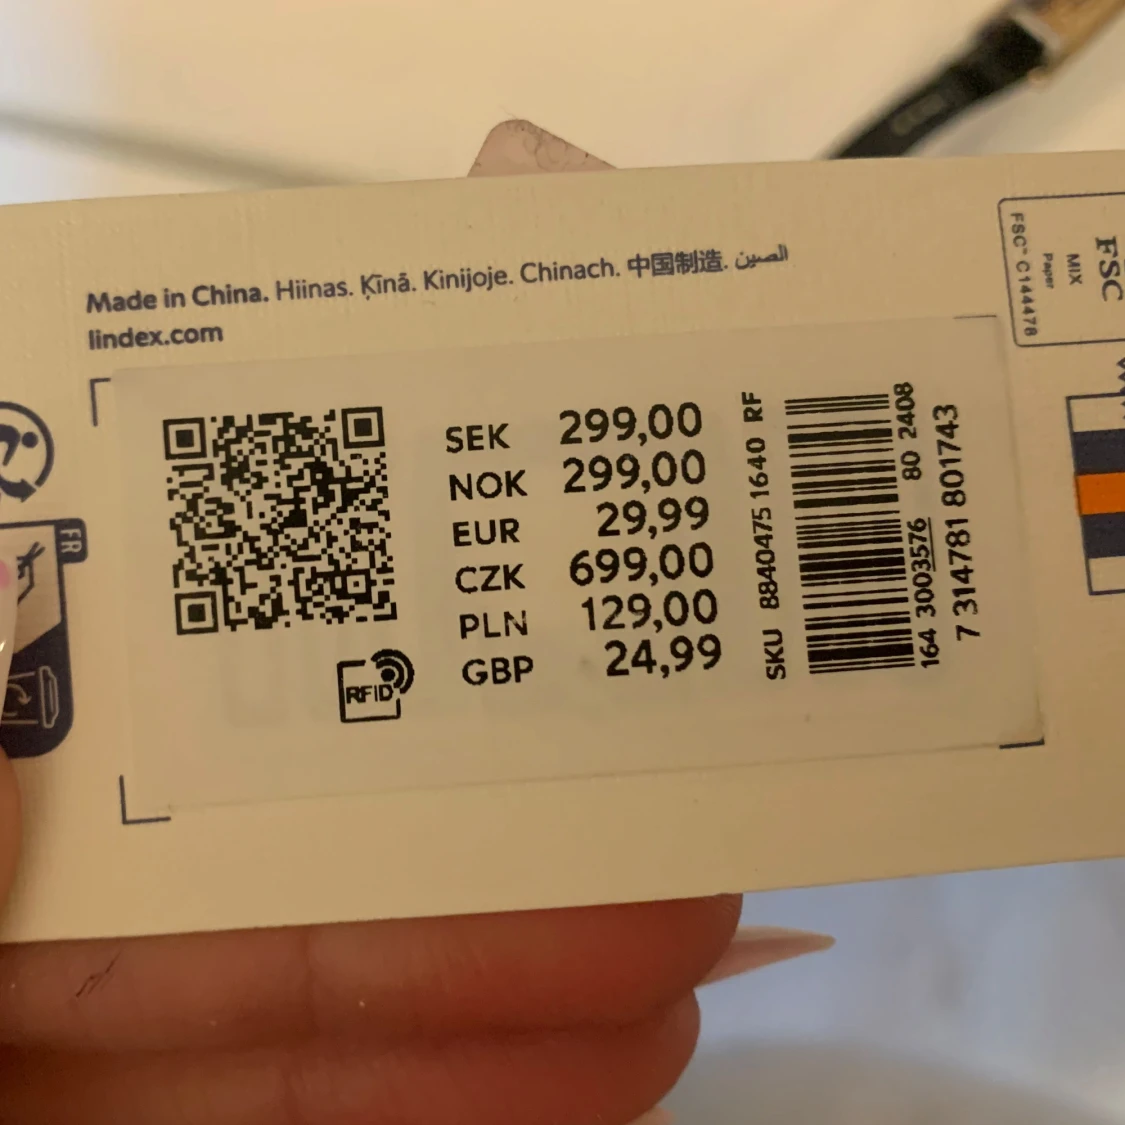 Made in China. Hiinas. Ķīnā. Kinijoje. Chinach. 中国制造. الصين
lindex.com
SEK 299,00
NOK 299,00
EUR 29,99
CZK 699,00
PLN 129,00
GBP 24,99
RFID
SKU 8840475 1640 RF
164 3003576 80 2408
7 314781 801743
FSC
MIX
Paper
FSC™ C144478
FR